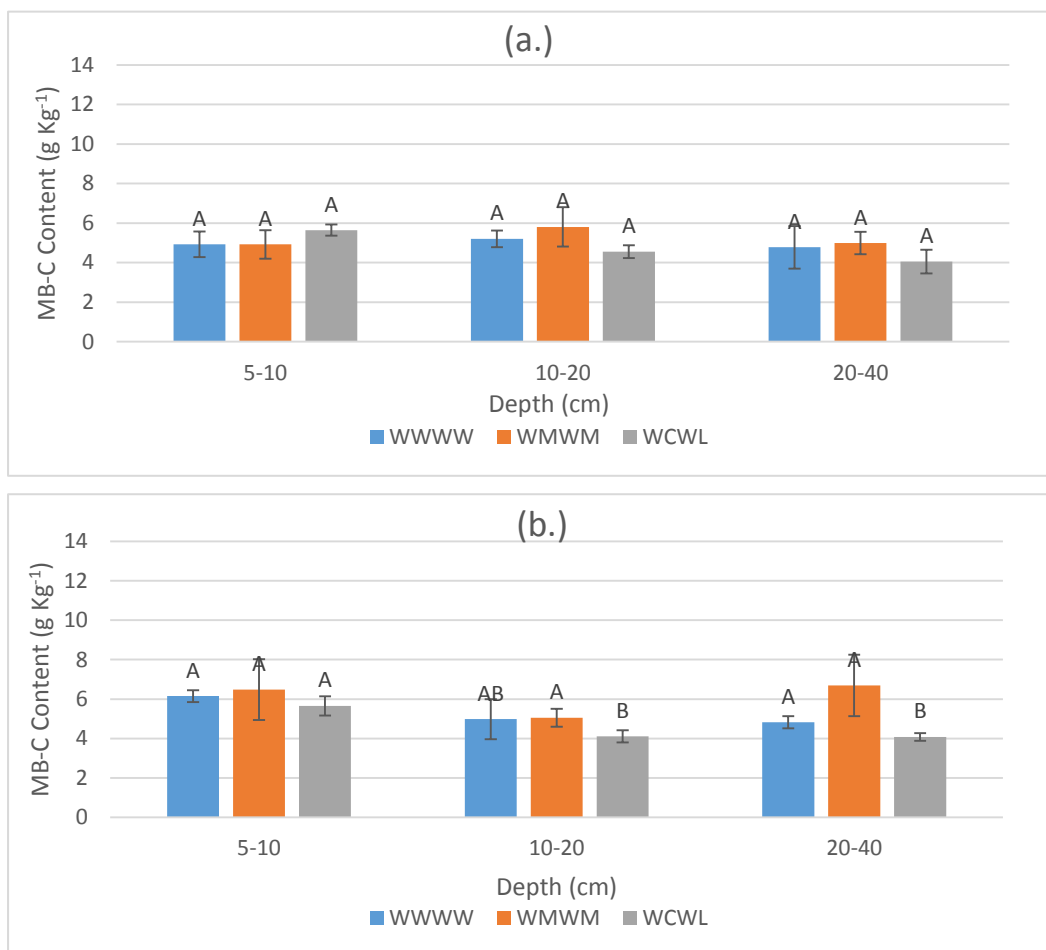 (a.)
14
12
10
8
6
4
2
0
MB-C Content (g Kg-1)
A A A
A A A
A A A
5-10 10-20 20-40
Depth (cm)
WWWW WMWM WCWL
(b.)
14
12
10
8
6
4
2
0
MB-C Content (g Kg-1)
A A A
AB A B
A A B
5-10 10-20 20-40
Depth (cm)
WWWW WMWM WCWL